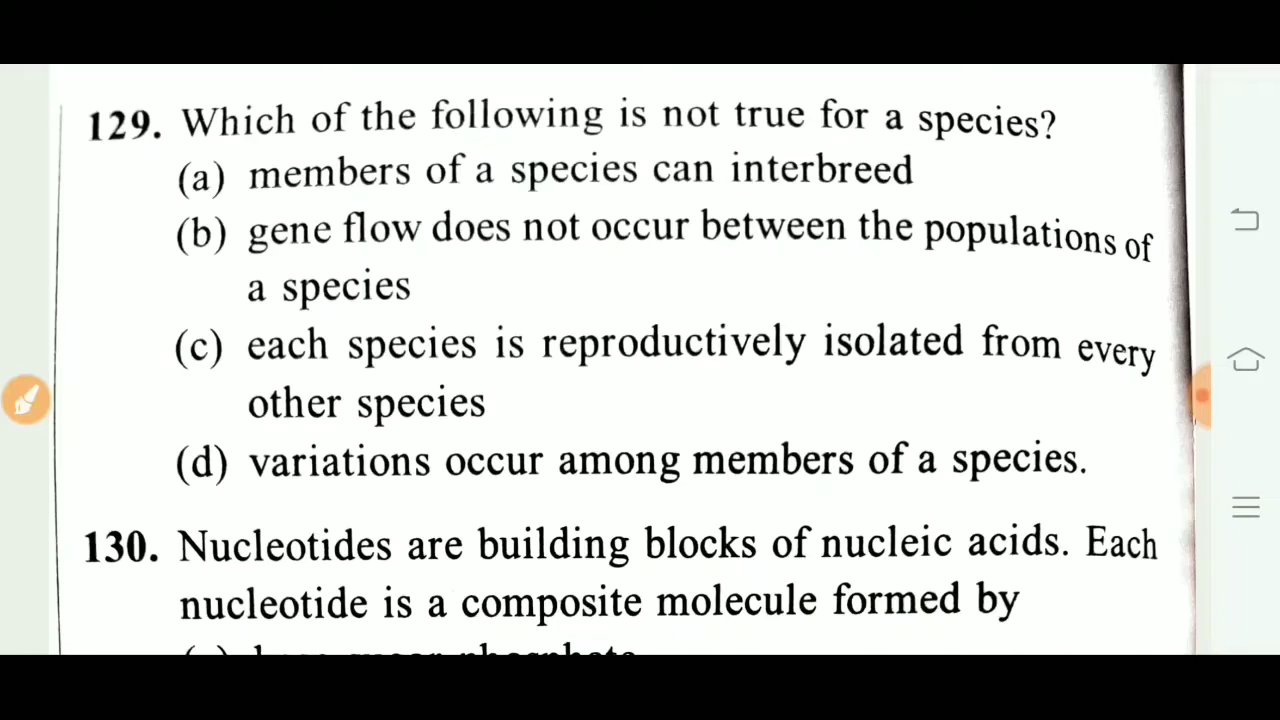 129. Which of the following is not true for a species?
(a) members of a species can interbreed
(b) gene flow does not occur between the populations of
a species
(c) each species is reproductively isolated from every
other species
(d) variations occur among members of a species.
130. Nucleotides are building blocks of nucleic acids. Each
nucleotide is a composite molecule formed by